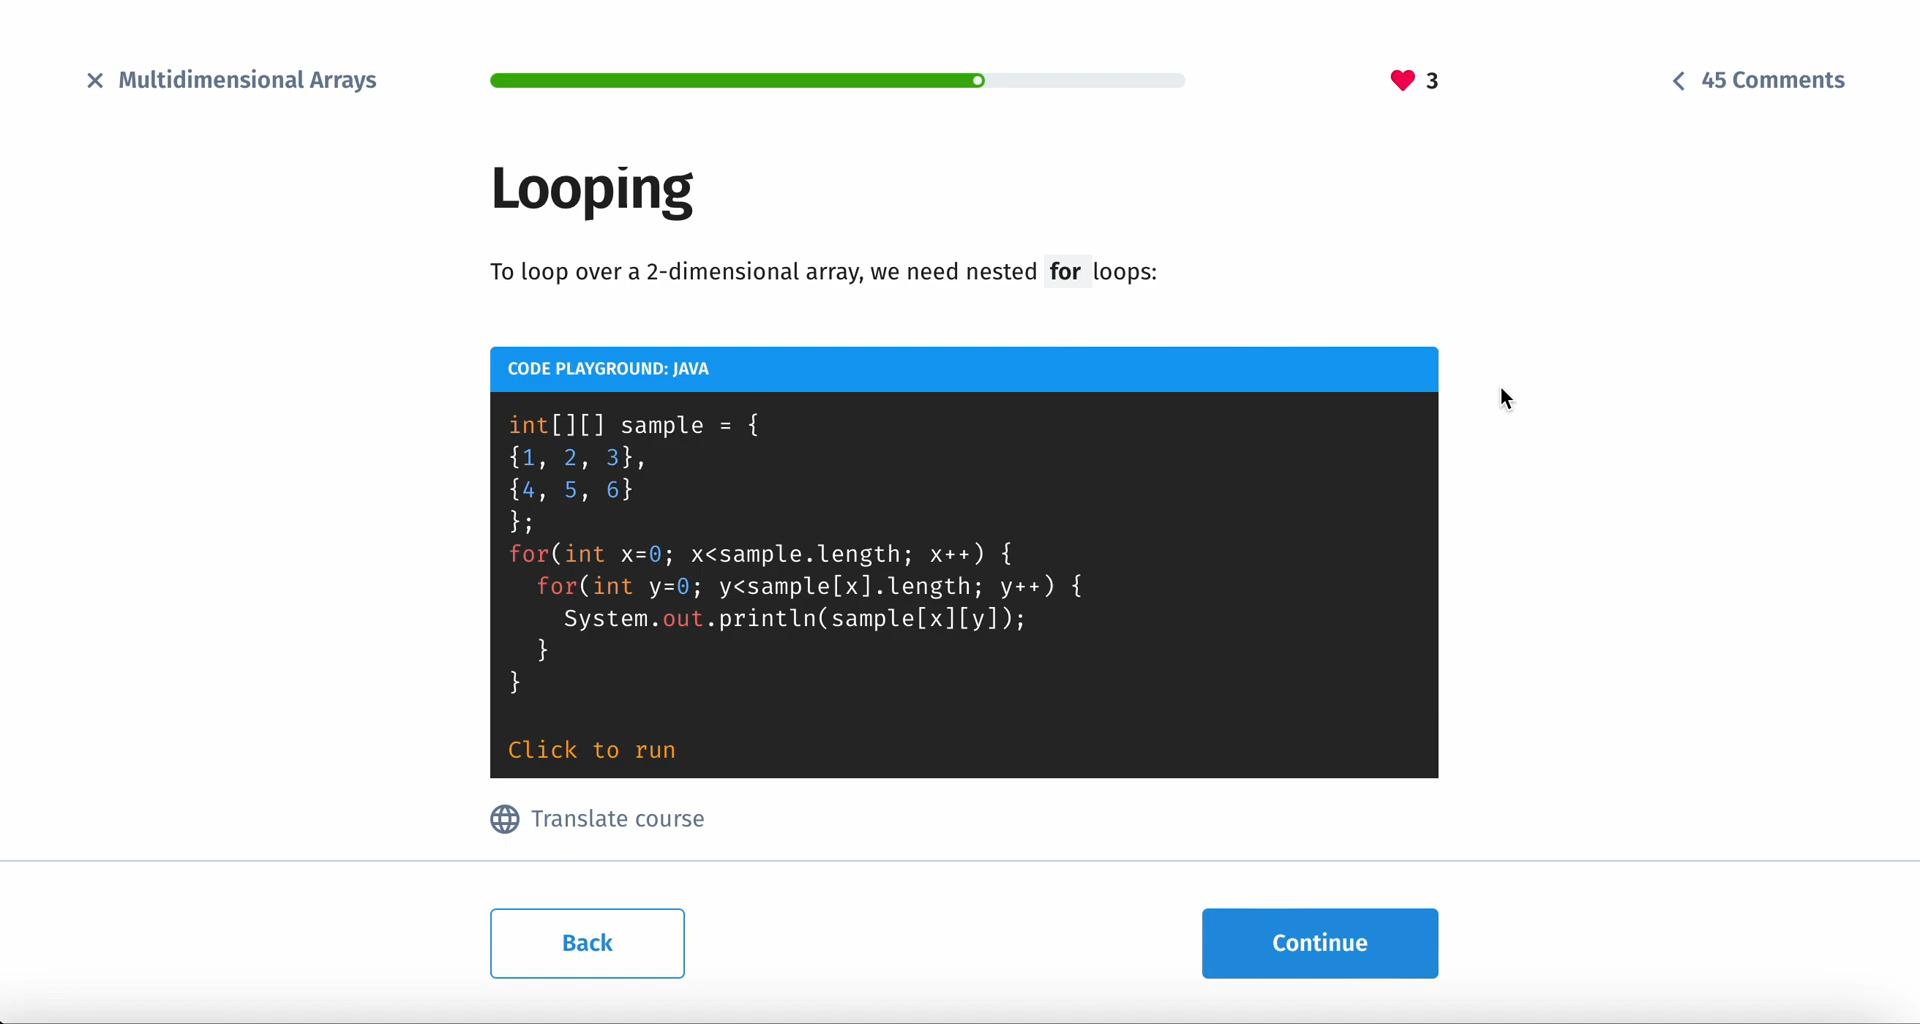 Multidimensional Arrays
3
45 Comments
Looping
To loop over a 2-dimensional array, we need nested for loops:
CODE PLAYGROUND: JAVA
int[][] sample = {
{1, 2, 3},
{4, 5, 6}
};
for(int x=0; x<sample.length; x++) {
  for(int y=0; y<sample[x].length; y++) {
    System.out.println(sample[x][y]);
  }
}
Click to run
Translate course
Back
Continue